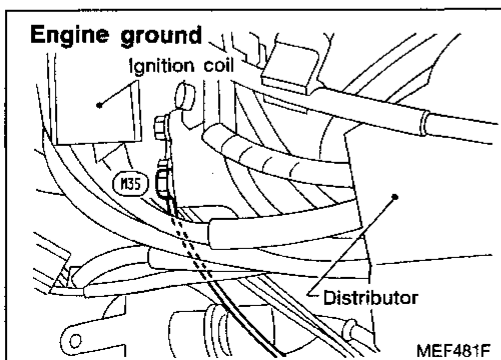 Engine ground
Ignition coil
M35
Distributor
MEF481F